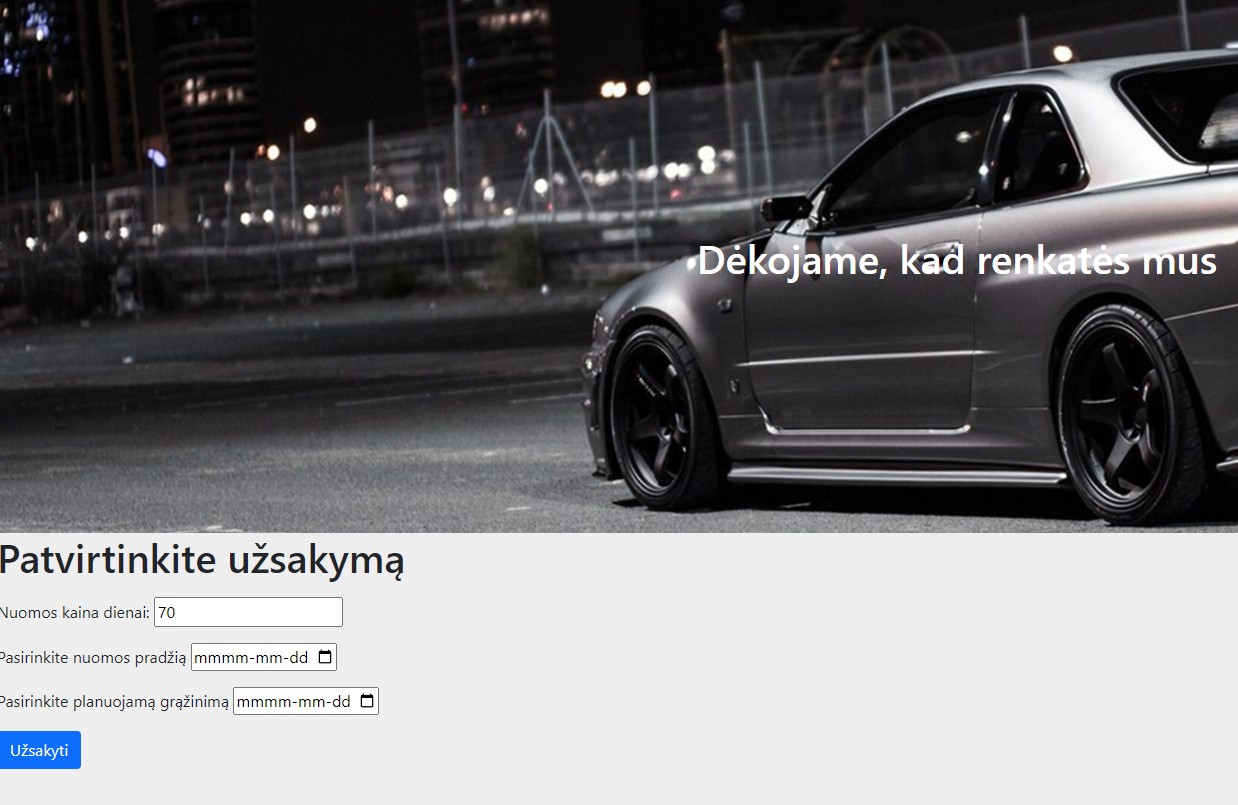 Dėkojame, kad renkatės mus
Patvirtinkite užsakymą
Nuomos kaina dienai: 70
Pasirinkite nuomos pradžią mmmm-mm-dd
Pasirinkite planuojamą grąžinimą mmmm-mm-dd
Užsakyti